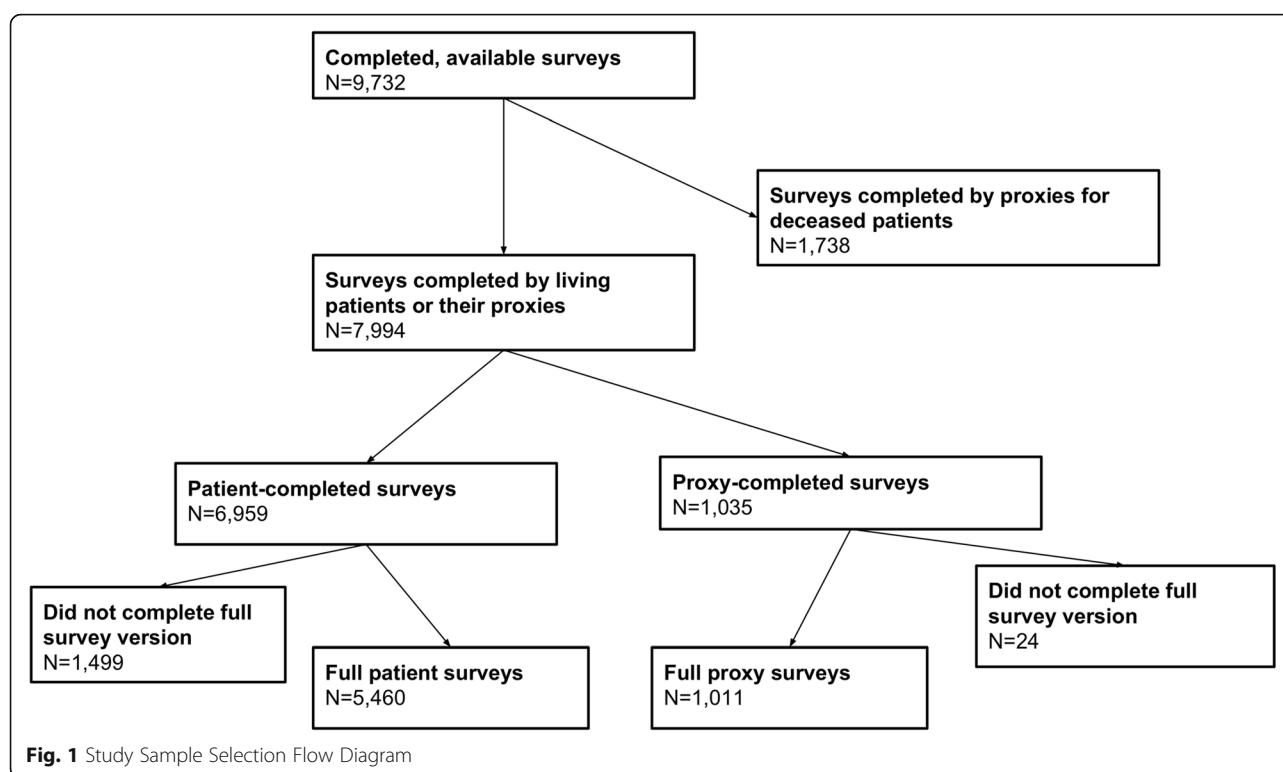 Completed, available surveys
N=9,732
Surveys completed by proxies for
deceased patients
N=1,738
Surveys completed by living
patients or their proxies
N=7,994
Patient-completed surveys
N=6,959
Proxy-completed surveys
N=1,035
Did not complete full
survey version
N=1,499
Full patient surveys
N=5,460
Full proxy surveys
N=1,011
Did not complete full
survey version
N=24
Fig. 1 Study Sample Selection Flow Diagram